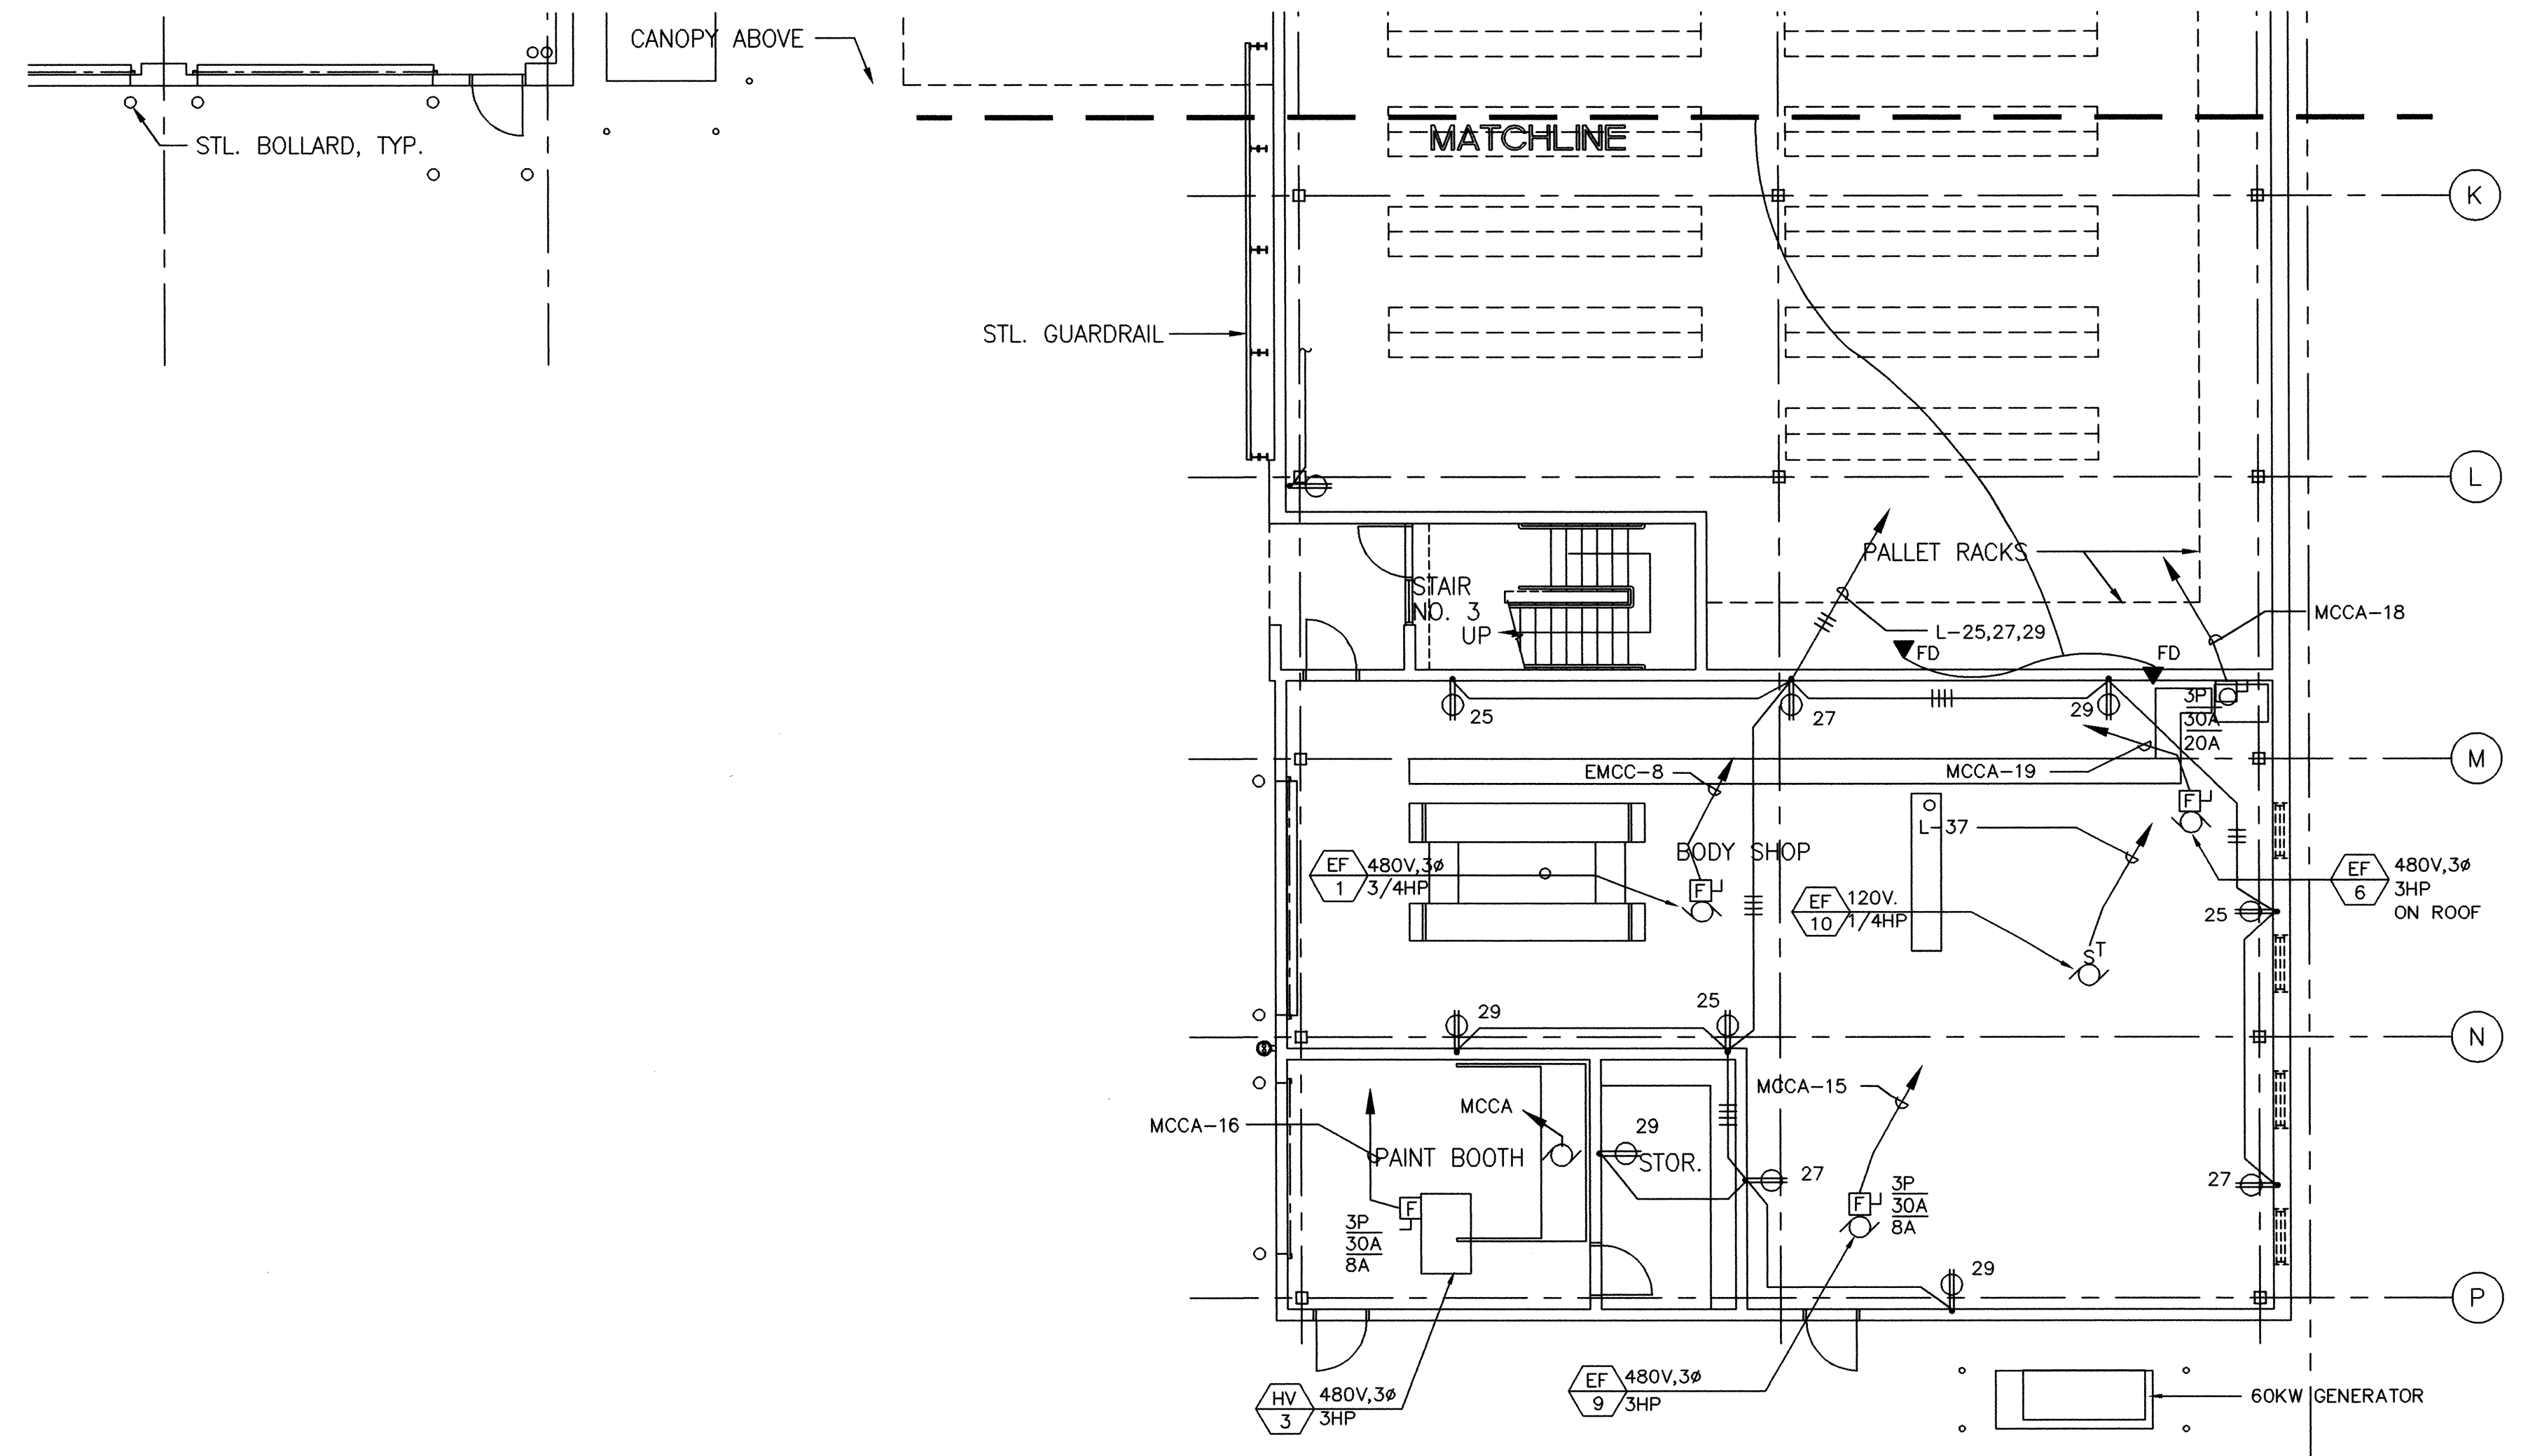 CANOPY ABOVE
STL. BOLLARD, TYP.
MATCHLINE
K
STL. GUARDRAIL
L
PALLET RACKS
STAIR
NO. 3
UP
MCCA-18
L-25,27,29
FD
FD
25
27
29
3P
30A
20A
M
EMCC-8
MCCA-19
F
L-37
BODY SHOP
EF
1
480V,3ø
3/4HP
F
EF
10
120V.
1/4HP
EF
6
480V,3ø
3HP
ON ROOF
25
S
T
29
25
N
MCCA-15
MCCA
MCCA-16
29
PAINT BOOTH
STOR.
27
27
3P
30A
8A
F
F
3P
30A
8A
29
P
HV
3
480V,3ø
3HP
EF
9
480V,3ø
3HP
60KW GENERATOR